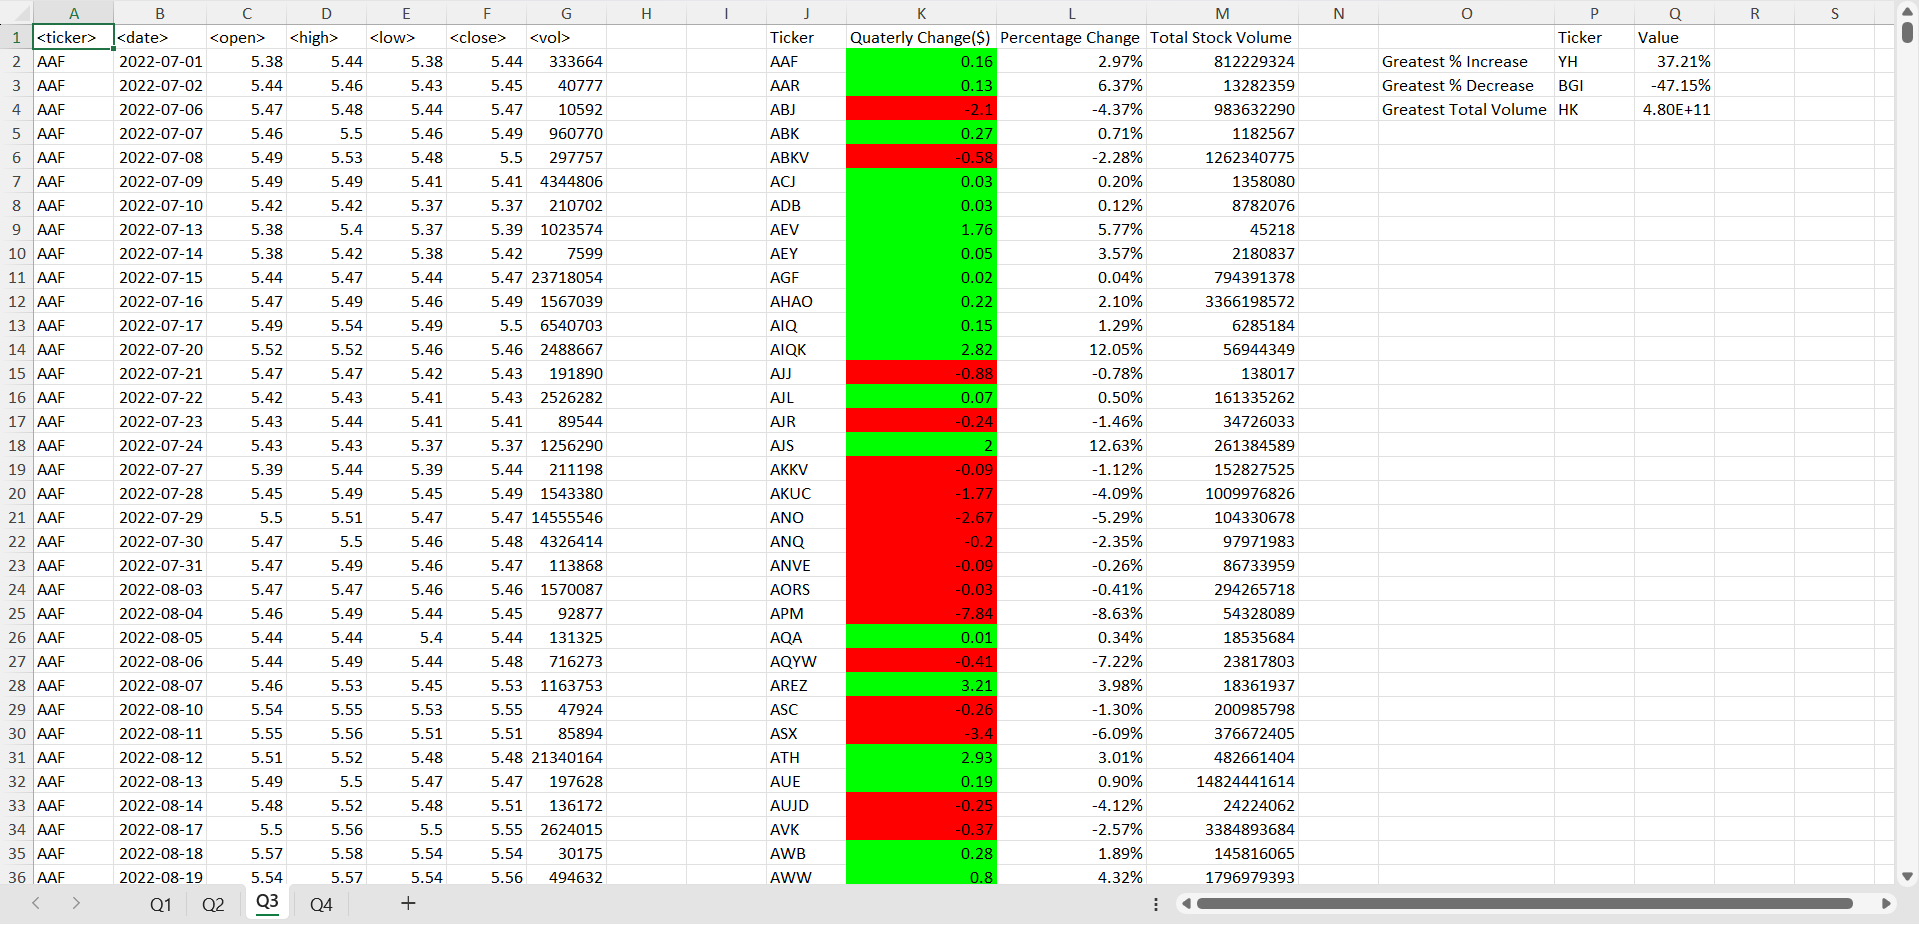 A B C D E F G H I J K L M N O P Q R S
1 <ticker> <date> <open> <high> <low> <close> <vol> Ticker Quaterly Change($) Percentage Change Total Stock Volume Ticker Value
2 AAF 2022-07-01 5.38 5.44 5.38 5.44 333664 AAF 0.16 2.97% 812229324 Greatest % Increase YH 37.21%
3 AAF 2022-07-02 5.44 5.46 5.43 5.45 40777 AAR 0.13 6.37% 13282359 Greatest % Decrease BGI -47.15%
4 AAF 2022-07-06 5.47 5.48 5.44 5.47 10592 ABJ -2.1 -4.37% 983632290 Greatest Total Volume HK 4.80E+11
5 AAF 2022-07-07 5.46 5.5 5.46 5.49 960770 ABK 0.27 0.71% 1182567
6 AAF 2022-07-08 5.49 5.53 5.48 5.5 297757 ABKV -0.58 -2.28% 1262340775
7 AAF 2022-07-09 5.49 5.49 5.41 5.41 4344806 ACJ 0.03 0.20% 1358080
8 AAF 2022-07-10 5.42 5.42 5.37 5.37 210702 ADB 0.03 0.12% 8782076
9 AAF 2022-07-13 5.38 5.4 5.37 5.39 1023574 AEV 1.76 5.77% 45218
10 AAF 2022-07-14 5.38 5.42 5.38 5.42 7599 AEY 0.05 3.57% 2180837
11 AAF 2022-07-15 5.44 5.47 5.44 5.47 23718054 AGF 0.02 0.04% 794391378
12 AAF 2022-07-16 5.47 5.49 5.46 5.49 1567039 AHAO 0.22 2.10% 3366198572
13 AAF 2022-07-17 5.49 5.54 5.49 5.5 6540703 AIQ 0.15 1.29% 6285184
14 AAF 2022-07-20 5.52 5.52 5.46 5.46 2488667 AIQK 2.82 12.05% 56944349
15 AAF 2022-07-21 5.47 5.47 5.42 5.43 191890 AJJ -0.88 -0.78% 138017
16 AAF 2022-07-22 5.42 5.43 5.41 5.43 2526282 AJL 0.07 0.50% 161335262
17 AAF 2022-07-23 5.43 5.44 5.41 5.41 89544 AJR -0.24 -1.46% 34726033
18 AAF 2022-07-24 5.43 5.43 5.37 5.37 1256290 AJS 2 12.63% 261384589
19 AAF 2022-07-27 5.39 5.44 5.39 5.44 211198 AKKV -0.09 -1.12% 152827525
20 AAF 2022-07-28 5.45 5.49 5.45 5.49 1543380 AKUC -1.77 -4.09% 1009976826
21 AAF 2022-07-29 5.5 5.51 5.47 5.47 14555546 ANO -2.67 -5.29% 104330678
22 AAF 2022-07-30 5.47 5.5 5.46 5.48 4326414 ANQ -0.2 -2.35% 97971983
23 AAF 2022-07-31 5.47 5.49 5.46 5.47 113868 ANVE -0.09 -0.26% 86733959
24 AAF 2022-08-03 5.47 5.47 5.46 5.46 1570087 AORS -0.03 -0.41% 294265718
25 AAF 2022-08-04 5.46 5.49 5.44 5.45 92877 APM -7.84 -8.63% 54328089
26 AAF 2022-08-05 5.44 5.44 5.4 5.44 131325 AQA 0.01 0.34% 18535684
27 AAF 2022-08-06 5.44 5.49 5.44 5.48 716273 AQYW -0.41 -7.22% 23817803
28 AAF 2022-08-07 5.46 5.53 5.45 5.53 1163753 AREZ 3.21 3.98% 18361937
29 AAF 2022-08-10 5.54 5.55 5.53 5.55 47924 ASC -0.26 -1.30% 200985798
30 AAF 2022-08-11 5.55 5.56 5.51 5.51 85894 ASX -3.4 -6.09% 376672405
31 AAF 2022-08-12 5.51 5.52 5.48 5.48 21340164 ATH 2.93 3.01% 482661404
32 AAF 2022-08-13 5.49 5.5 5.47 5.47 197628 AUE 0.19 0.90% 14824441614
33 AAF 2022-08-14 5.48 5.52 5.48 5.51 136172 AUJD -0.25 -4.12% 24224062
34 AAF 2022-08-17 5.5 5.56 5.5 5.55 2624015 AVK -0.37 -2.57% 3384893684
35 AAF 2022-08-18 5.57 5.58 5.54 5.54 30175 AWB 0.28 1.89% 145816065
36 AAF 2022-08-19 5.54 5.57 5.54 5.56 494632 AWW 0.8 4.32% 1796979393
Q1 Q2 Q3 Q4